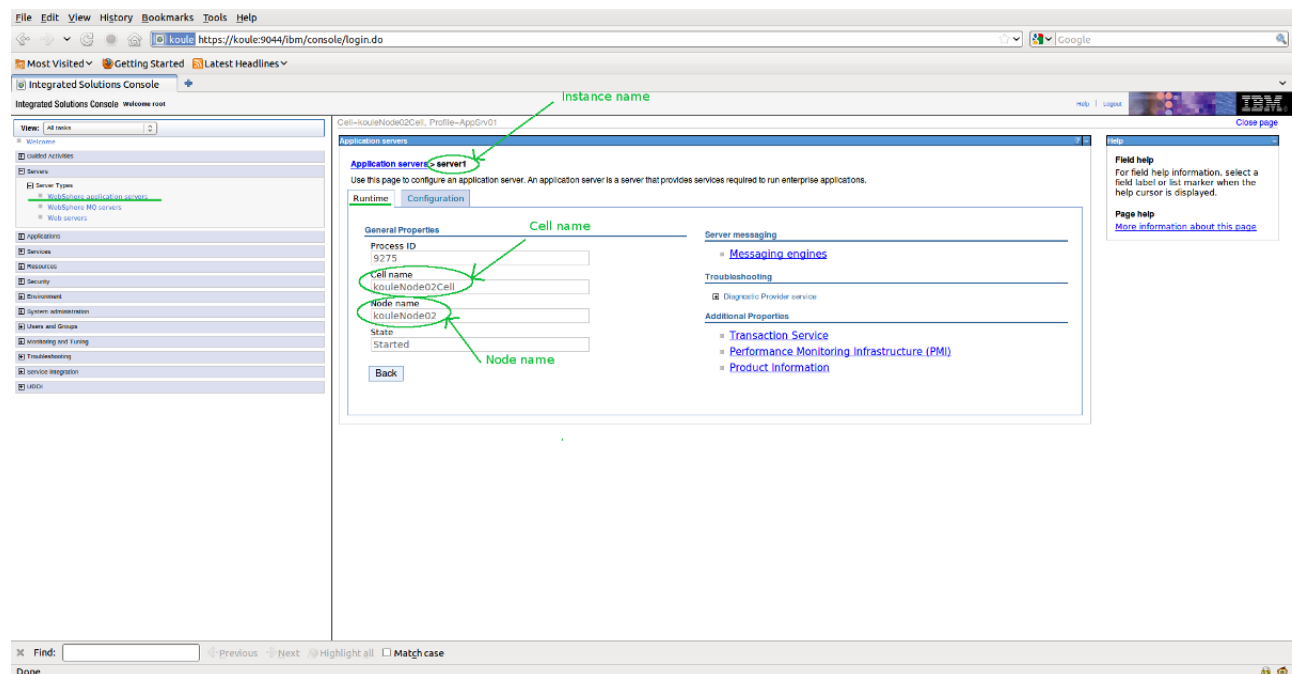 File Edit View History Bookmarks Tools Help
koule https://koule:9044/ibm/console/login.do
Google
Most Visited Getting Started Latest Headlines
Integrated Solutions Console
Integrated Solutions Console Welcome root
Instance name
Help | Logout
IBM.
View: All tasks
Welcome
Guided Activities
Servers
Server Types
WebSphere application servers
WebSphere MQ servers
Web servers
Applications
Services
Resources
Security
Environment
System administration
Users and Groups
Monitoring and Tuning
Troubleshooting
Service integration
UDDI
Cell=kouleNode02Cell, Profile=AppSrv01
Close page
Application servers
Application servers > server1
Use this page to configure an application server. An application server is a server that provides services required to run enterprise applications.
Runtime Configuration
General Properties
Cell name
Process ID
9275
Cell name
kouleNode02Cell
Node name
kouleNode02
State
Started
Node name
Back
Server messaging
Messaging engines
Troubleshooting
Diagnostic Provider service
Additional Properties
Transaction Service
Performance Monitoring Infrastructure (PMI)
Product Information
Help
Field help
For field help information, select a
field label or list marker when the
help cursor is displayed.
Page help
More information about this page
Find: Previous Next Highlight all Match case
Done